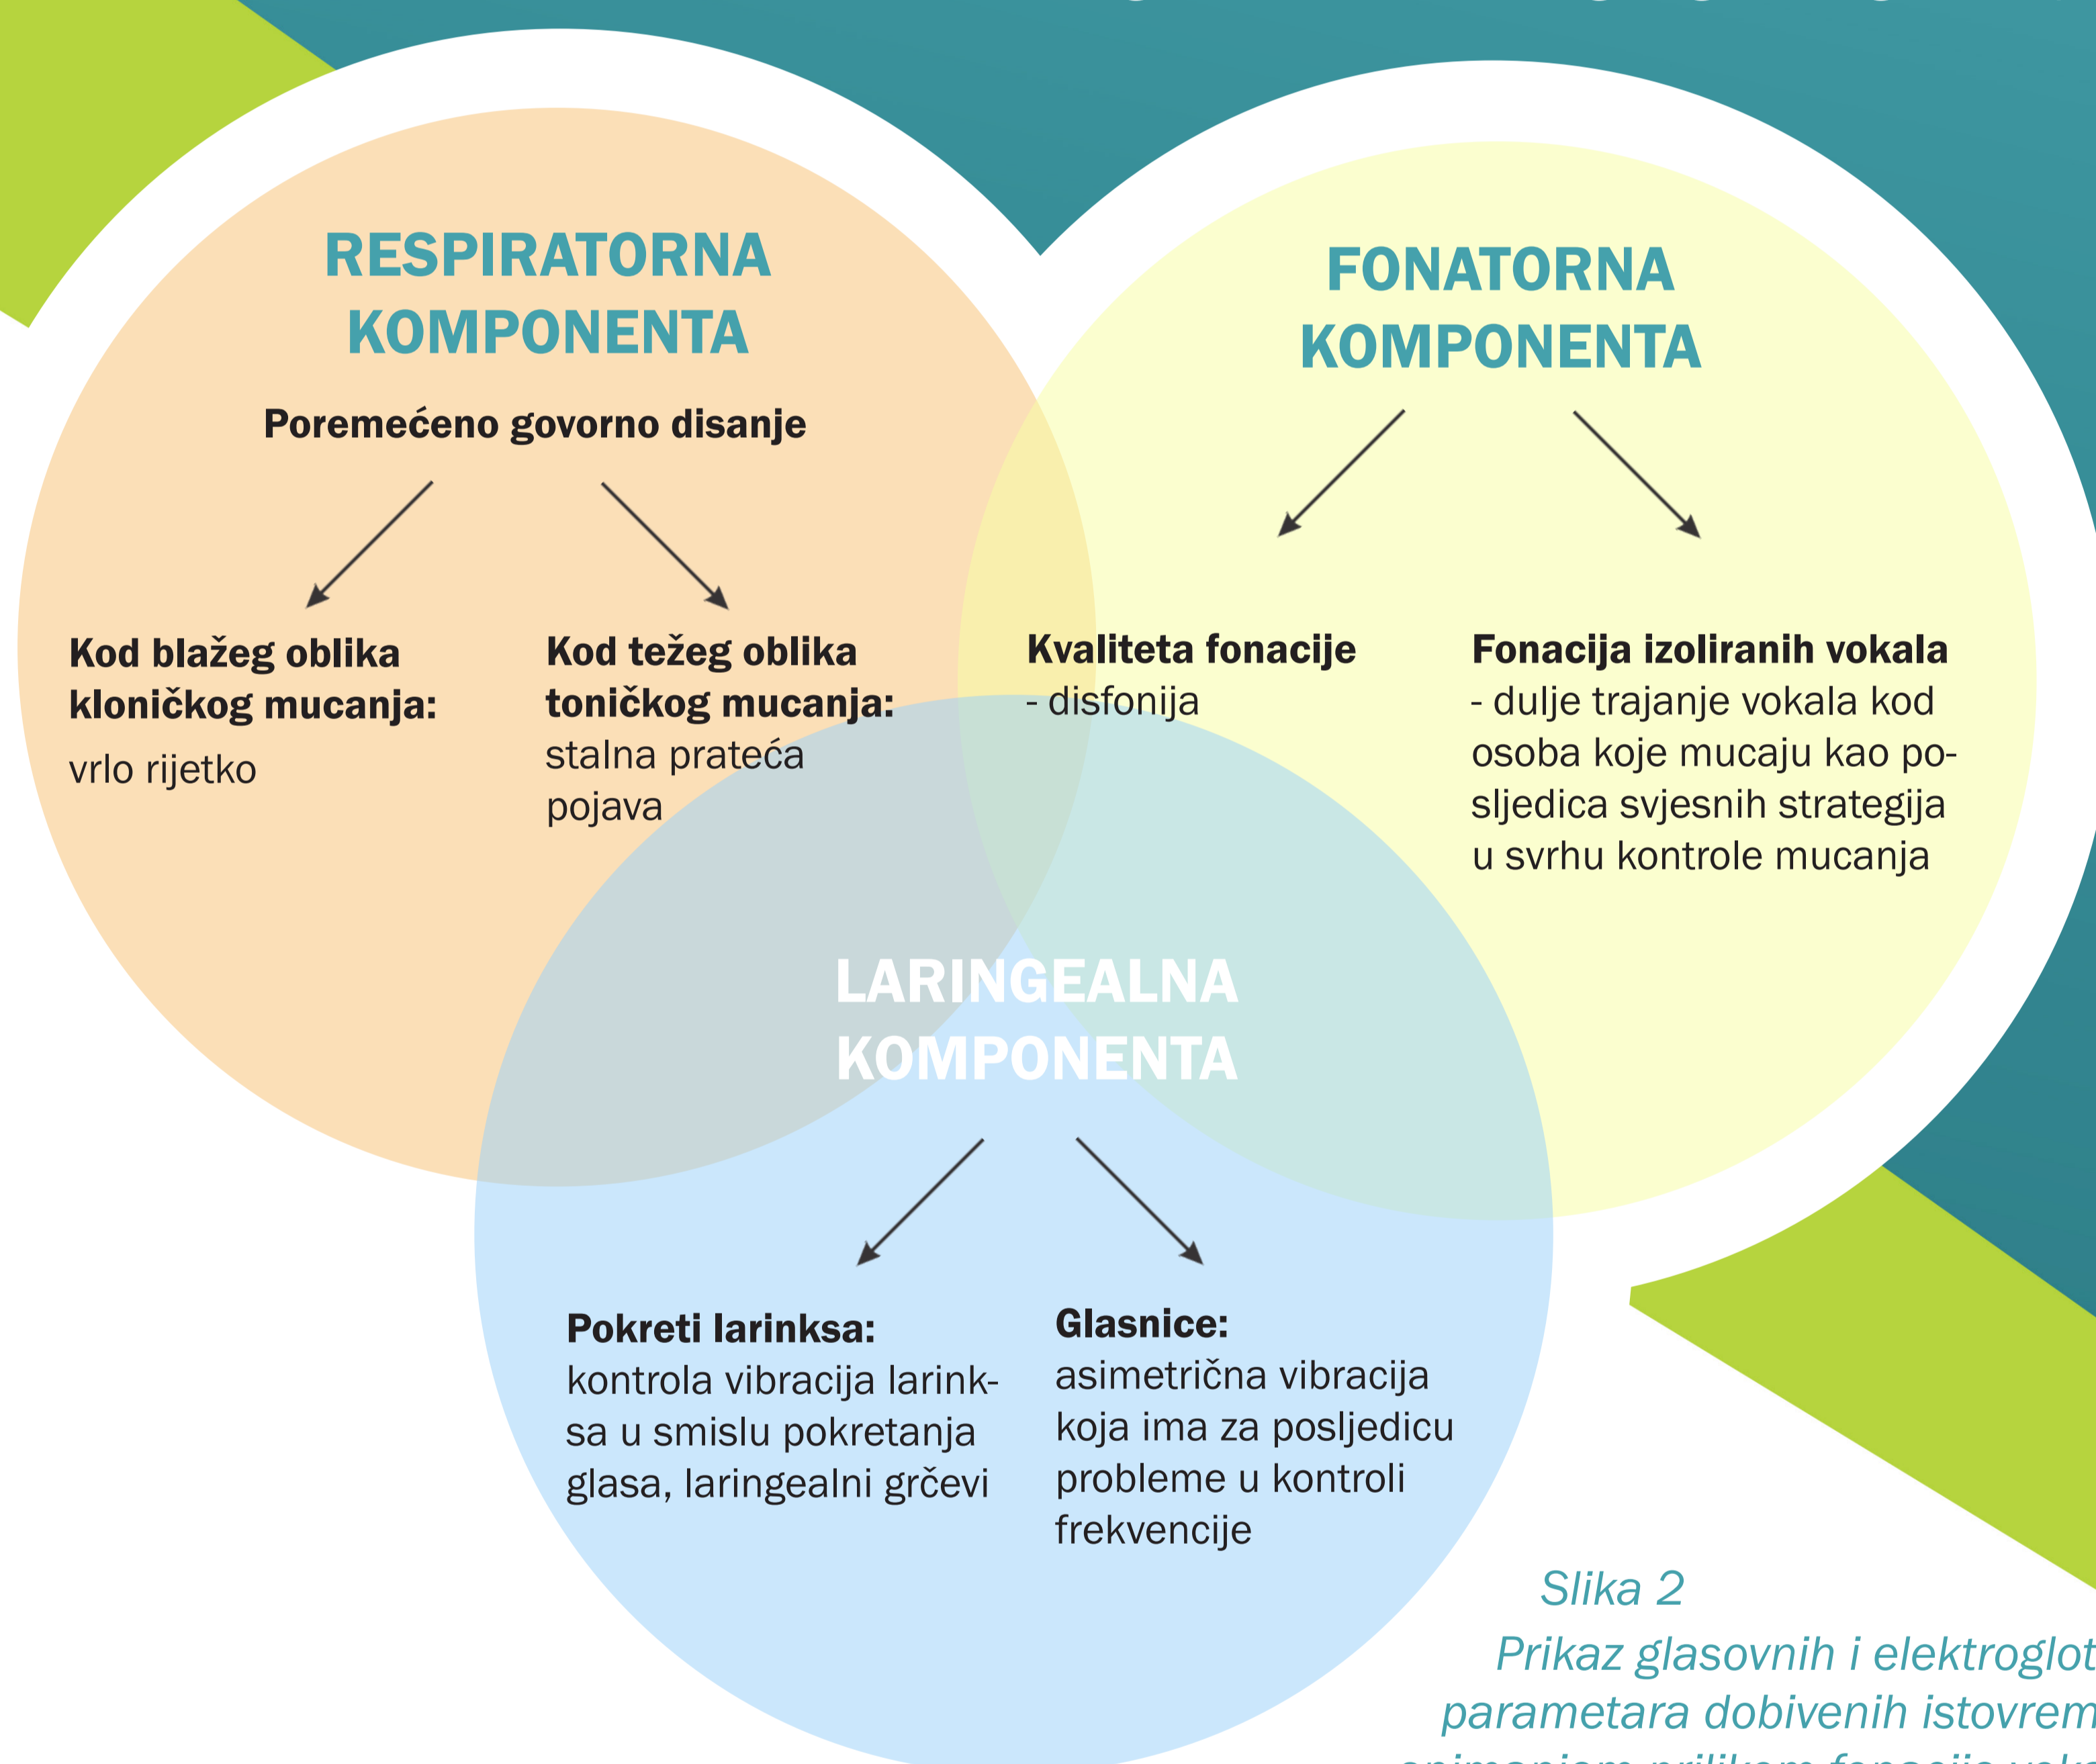 RESPIRATORNA
KOMPONENTA
Poremećeno govorno disanje
Kod blažeg oblika
kloničkog mucanja:
vrlo rijetko
Kod težeg oblika
toničkog mucanja:
stalna prateća
pojava
FONATORNA
KOMPONENTA
Kvaliteta fonacije
- disfonija
Fonacija izoliranih vokala
- dulje trajanje vokala kod
osoba koje mucaju kao po-
sljedica svjesnih strategija
u svrhu kontrole mucanja
LARINGEALNA
KOMPONENTA
Pokreti larinksa:
kontrola vibracija larink-
sa u smislu pokretanja
glasa, laringealni grčevi
Glasnice:
asimetrična vibracija
koja ima za posljedicu
probleme u kontroli
frekvencije
Slika 2
Prikaz glasovnih i elektroglot
parametara dobivenih istovrem
prilikom fonacije